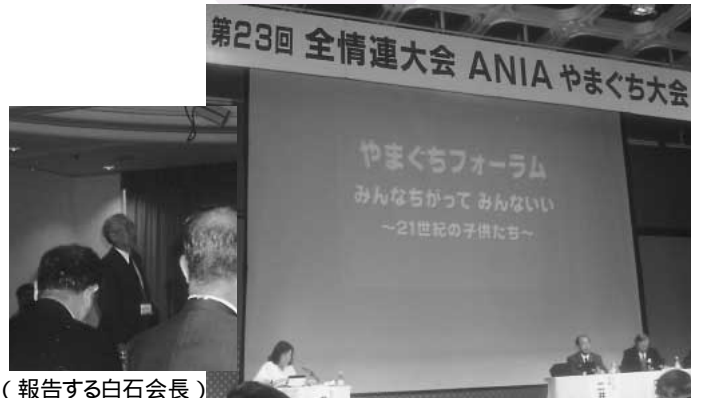 第23回 全情連大会 ANIA やまぐち大会
やまぐちフォーラム
みんなちがって みんないい
～21世紀の子供たち～
(報告する白石会長)